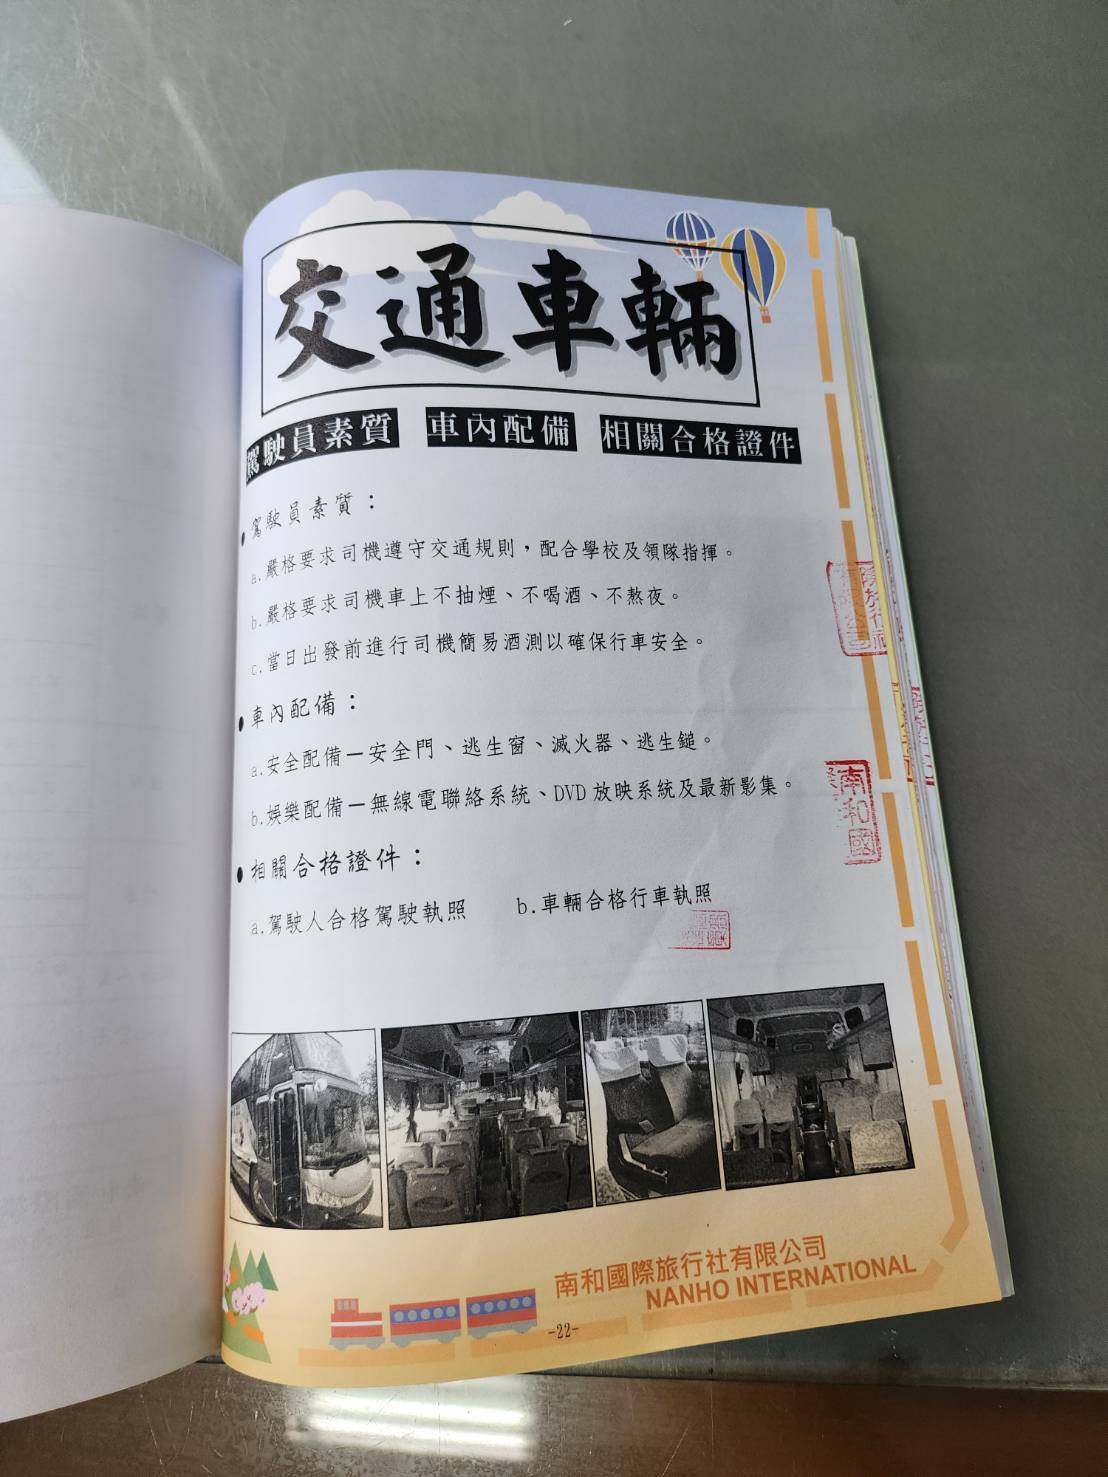 交通車輛
駕駛員素質 車內配備 相關合格證件
• 駕駛員素質：
a.嚴格要求司機遵守交通規則，配合學校及領隊指揮。
b.嚴格要求司機車上不抽煙、不喝酒、不熬夜。
c.當日出發前進行司機簡易酒測以確保行車安全。
• 車內配備：
a.安全配備－安全門、逃生窗、滅火器、逃生鎚。
b.娛樂配備－無線電聯絡系統、DVD 放映系統及最新影集。
• 相關合格證件：
a.駕駛人合格駕駛執照 b.車輛合格行車執照
南和國
南和國際旅行社有限公司
NANHO INTERNATIONAL
-22-